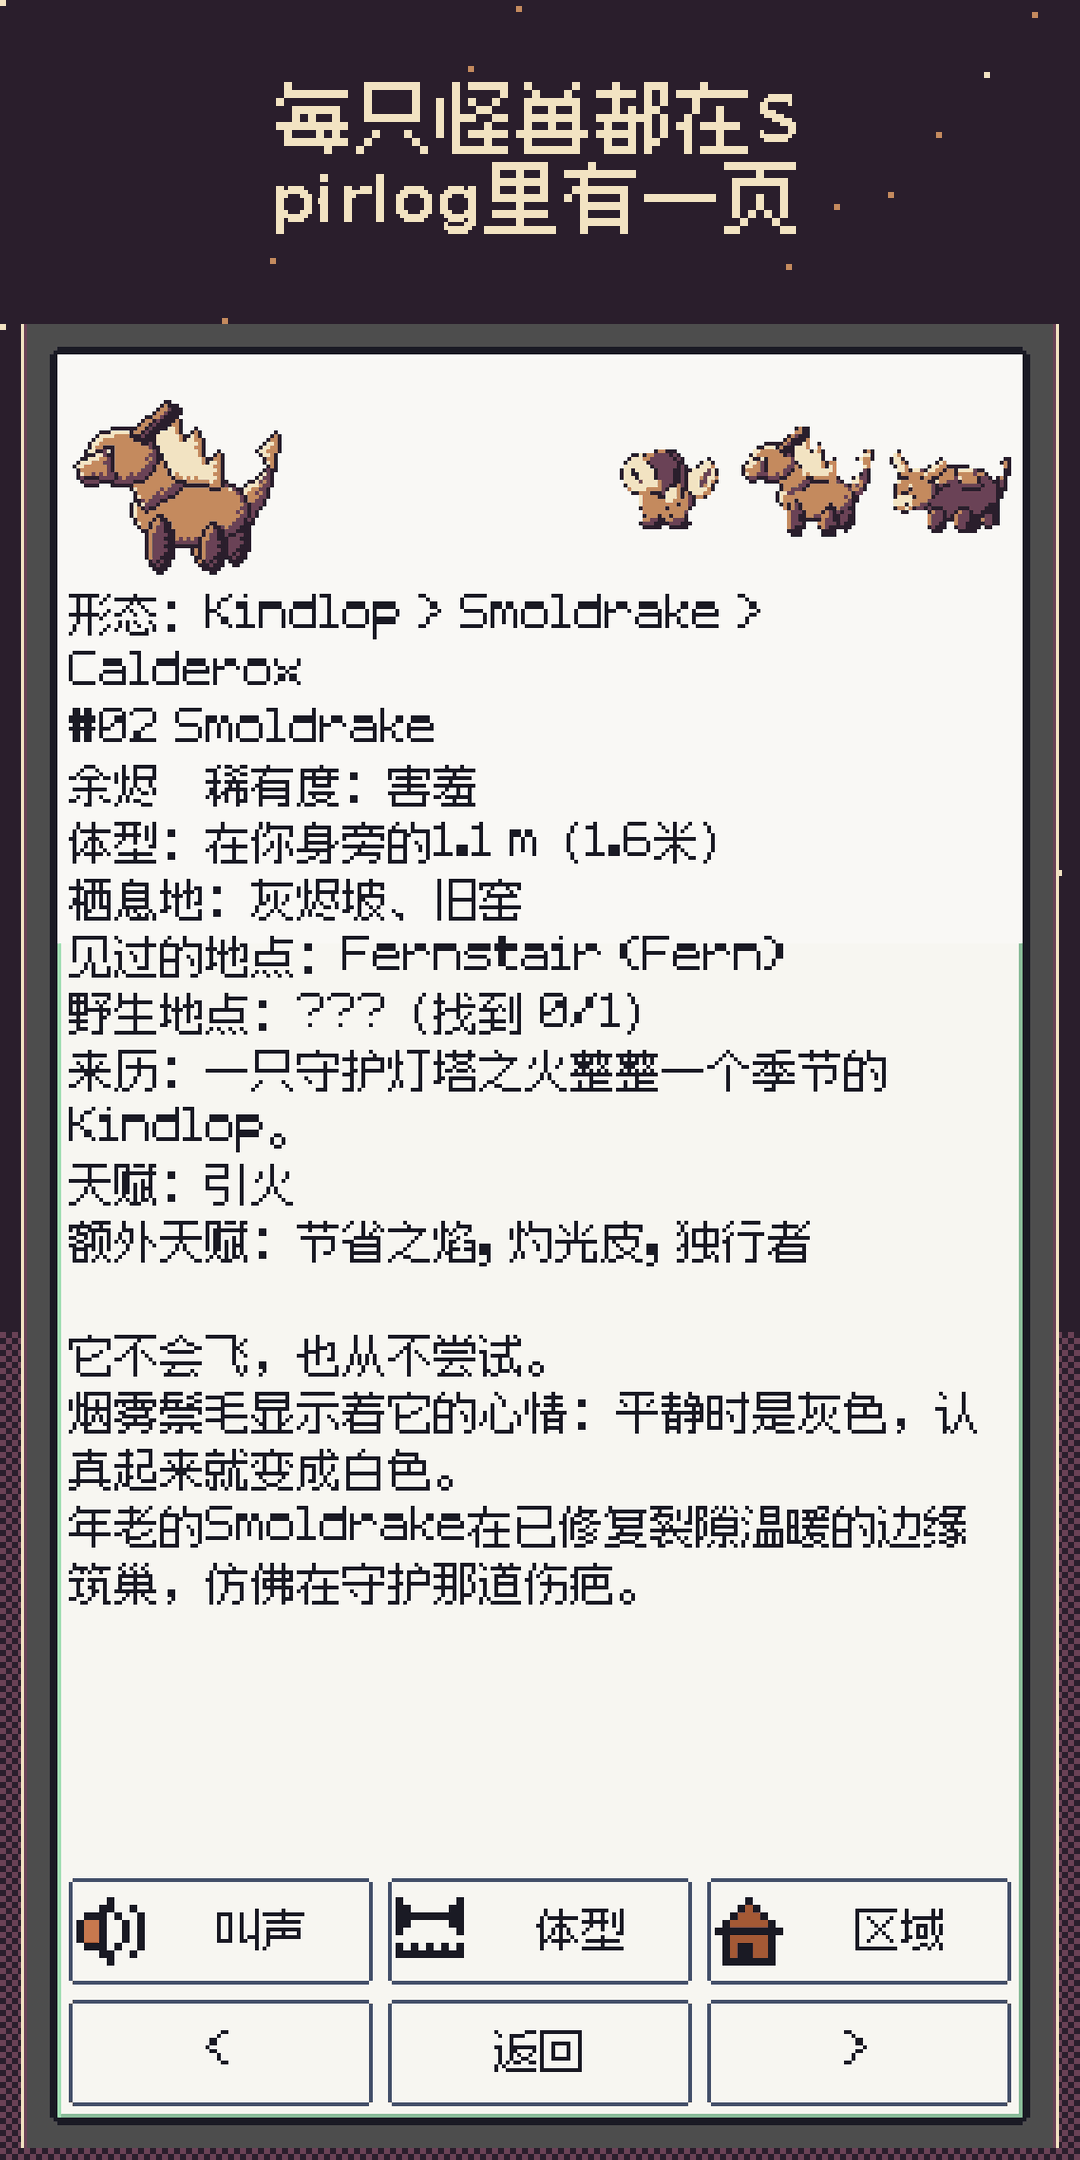 每只怪兽都在S
pirlog里有一页
形态: Kindlop > Smoldrake >
Calderox
#02 Smoldrake
余烬 稀有度: 害羞
体型: 在你身旁的1.1 m (1.6米)
栖息地: 灰烬坡、旧窑
见过的地点: Fernstair (Fern)
野生地点: ??? (找到 0/1)
来历: 一只守护灯塔之火整整一个季节的
Kindlop。
天赋: 引火
额外天赋: 节省之焰, 灼光皮, 独行者
它不会飞，也从不尝试。
烟雾鬃毛显示着它的心情: 平静时是灰色，认
真起来就变成白色。
年老的Smoldrake在已修复裂隙温暖的边缘
筑巢，仿佛在守护那道伤疤。
叫声 体型 区域
< 返回 >